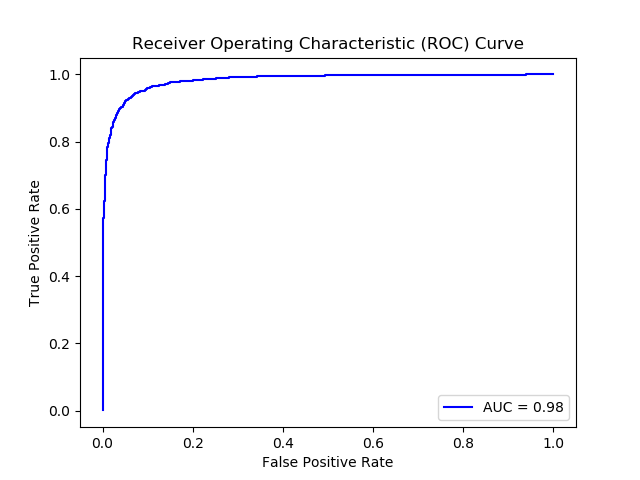 Receiver Operating Characteristic (ROC) Curve
1.0
0.8
0.6
0.4
0.2
0.0
True Positive Rate
AUC = 0.98
0.0 0.2 0.4 0.6 0.8 1.0
False Positive Rate